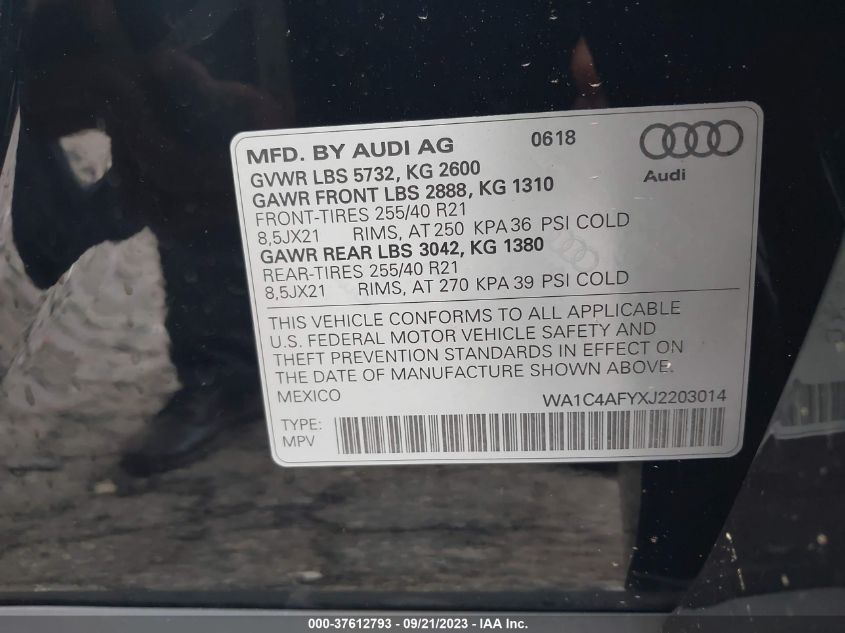 MFD. BY AUDI AG 0618
GVWR LBS 5732, KG 2600
GAWR FRONT LBS 2888, KG 1310
Audi
FRONT-TIRES 255/40 R21
8,5JX21 RIMS, AT 250 KPA 36 PSI COLD
GAWR REAR LBS 3042, KG 1380
REAR-TIRES 255/40 R21
8,5JX21 RIMS, AT 270 KPA 39 PSI COLD
THIS VEHICLE CONFORMS TO ALL APPLICABLE
U.S. FEDERAL MOTOR VEHICLE SAFETY AND
THEFT PREVENTION STANDARDS IN EFFECT ON
THE DATE OF MANUFACTURE SHOWN ABOVE.
MEXICO WA1C4AFYXJ2203014
TYPE:
MPV
000-37612793 - 09/21/2023 - IAA Inc.